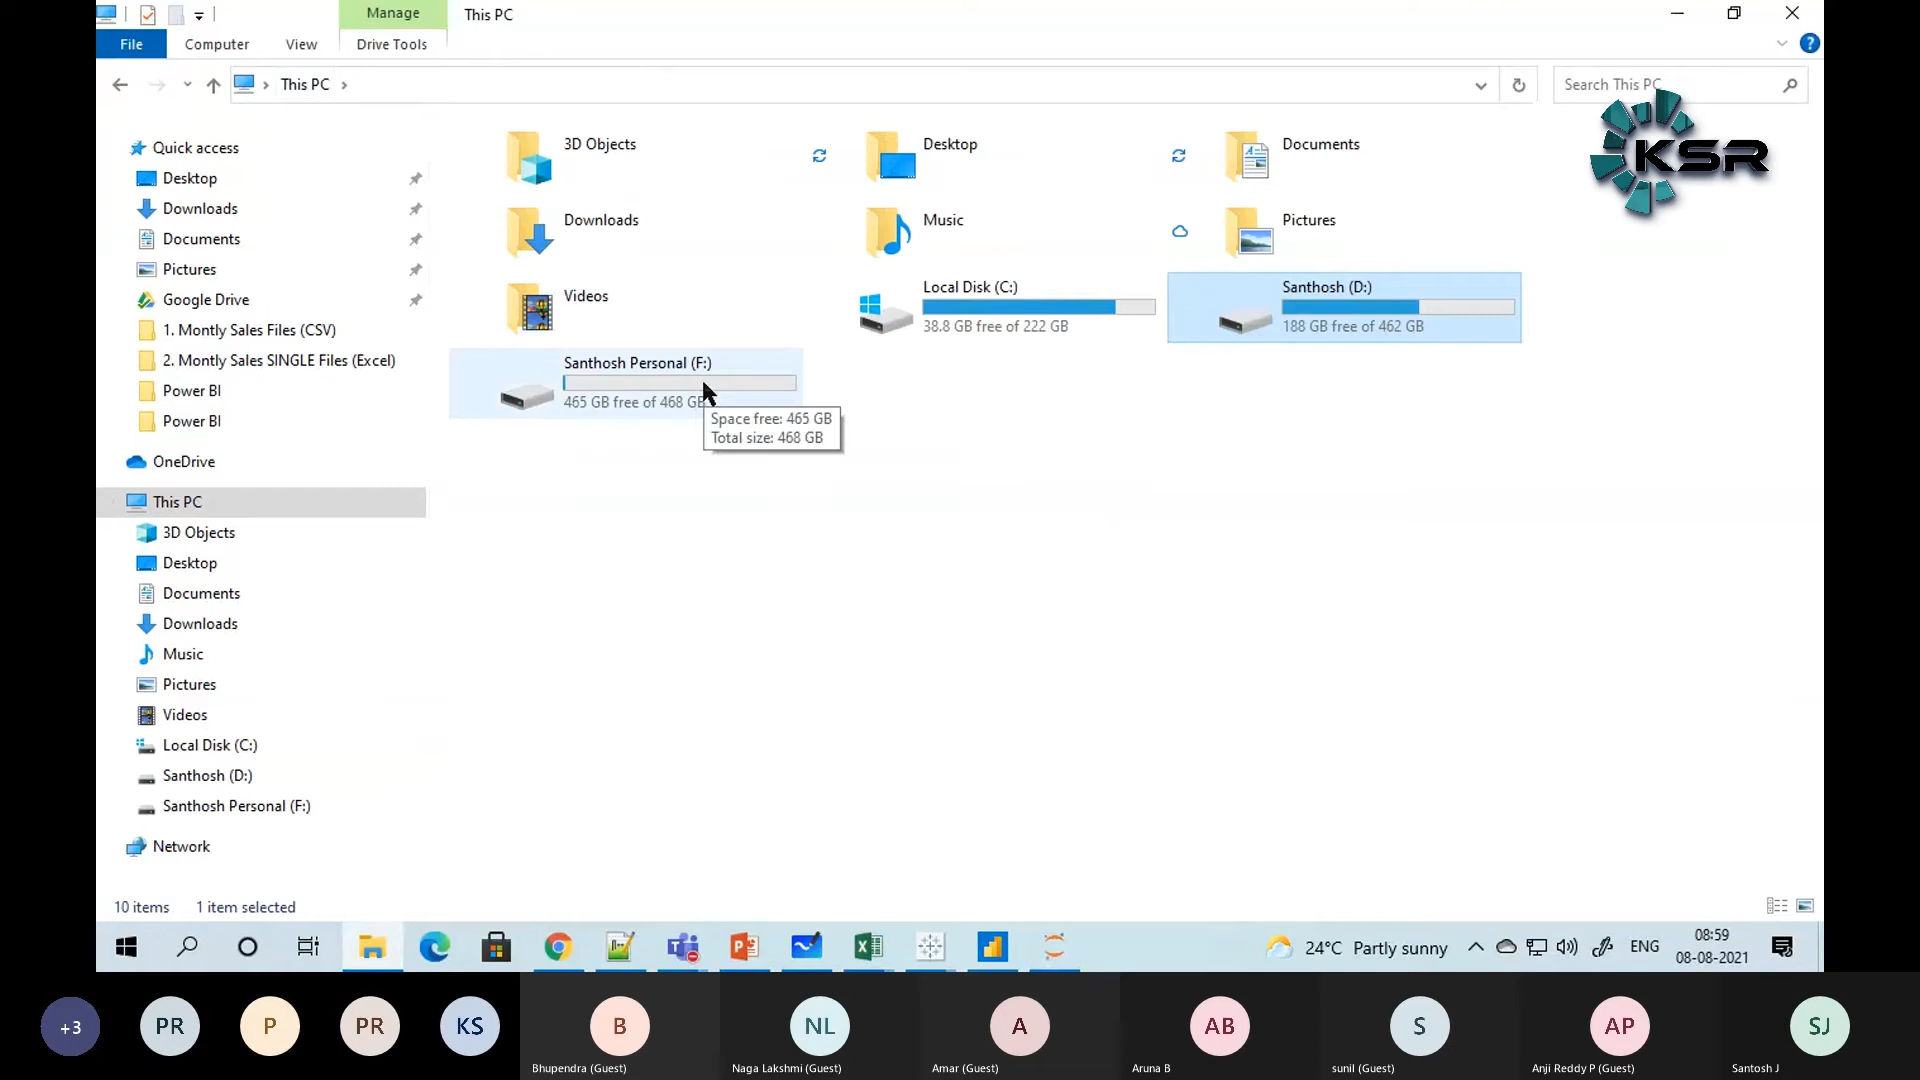 Manage
This PC
File
Computer
View
Drive Tools
This PC
Search This PC
KSR
Quick access
Desktop
Downloads
Documents
Pictures
Google Drive
1. Montly Sales Files (CSV)
2. Montly Sales SINGLE Files (Excel)
Power BI
Power BI
OneDrive
This PC
3D Objects
Desktop
Documents
Downloads
Music
Pictures
Videos
Local Disk (C:)
Santhosh (D:)
Santhosh Personal (F:)
Network
3D Objects
Desktop
Documents
Downloads
Music
Pictures
Videos
Local Disk (C:)
38.8 GB free of 222 GB
Santhosh (D:)
188 GB free of 462 GB
Santhosh Personal (F:)
465 GB free of 468 GB
Space free: 465 GB
Total size: 468 GB
10 items
1 item selected
24°C Partly sunny
ENG
08:59
08-08-2021
+3
PR
P
PR
KS
B
Bhupendra (Guest)
NL
Naga Lakshmi (Guest)
A
Amar (Guest)
AB
Aruna B
S
sunil (Guest)
AP
Anji Reddy P (Guest)
SJ
Santosh J